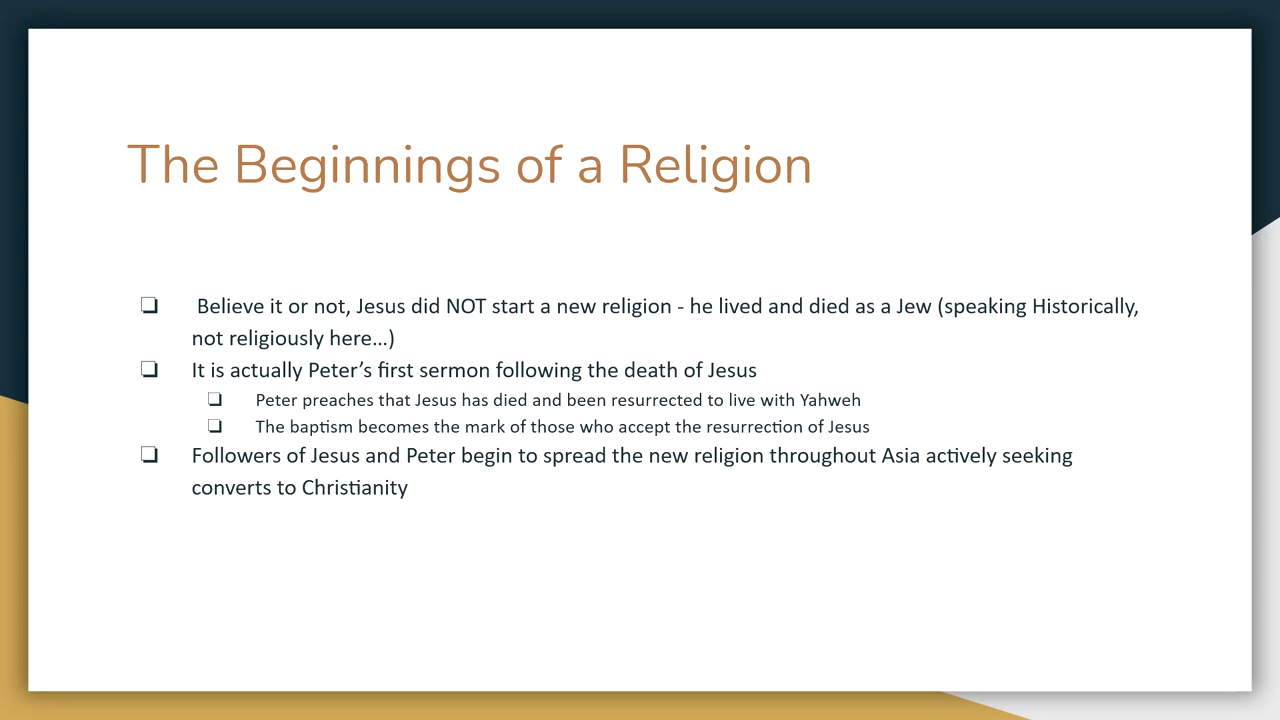 The Beginnings of a Religion
❏ Believe it or not, Jesus did NOT start a new religion - he lived and died as a Jew (speaking Historically,
not religiously here…)
❏ It is actually Peter’s first sermon following the death of Jesus
❏ Peter preaches that Jesus has died and been resurrected to live with Yahweh
❏ The baptism becomes the mark of those who accept the resurrection of Jesus
❏ Followers of Jesus and Peter begin to spread the new religion throughout Asia actively seeking
converts to Christianity